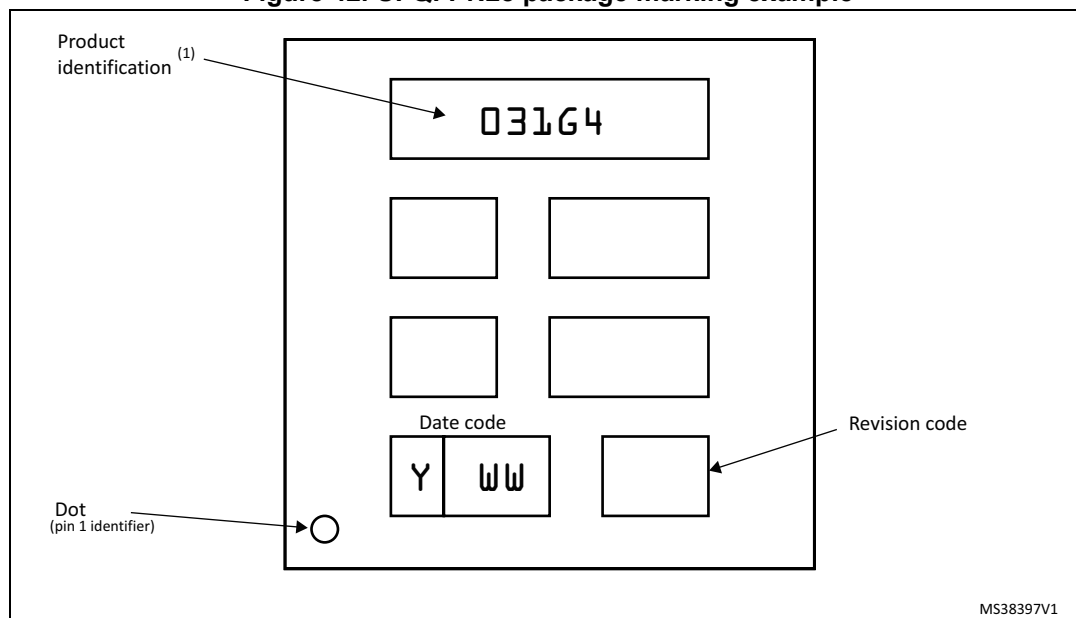 Product
identification (1)
031G4
Date code
Y WW
Revision code
Dot
(pin 1 identifier)
MS38397V1